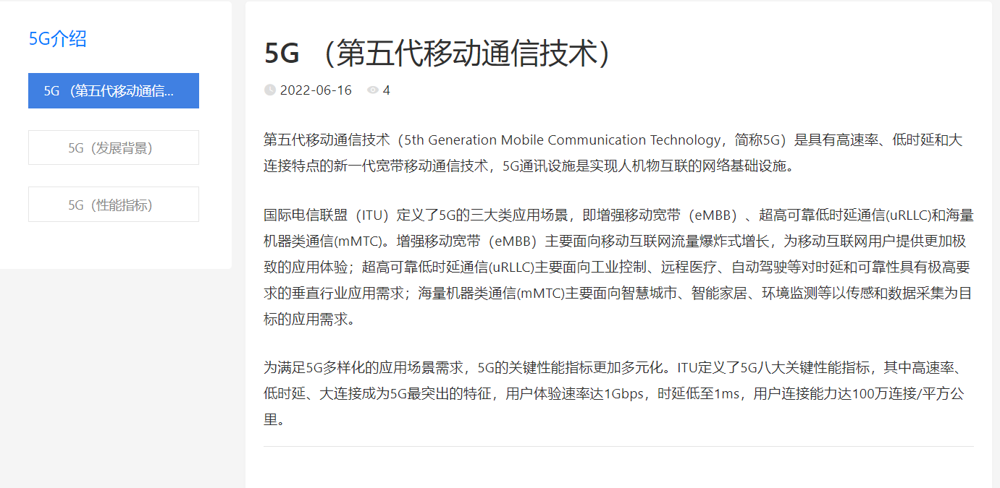 5G介绍
5G （第五代移动通信...
5G（发展背景）
5G（性能指标）
5G （第五代移动通信技术）
2022-06-16 4
第五代移动通信技术（5th Generation Mobile Communication Technology，简称5G）是具有高速率、低时延和大
连接特点的新一代宽带移动通信技术，5G通讯设施是实现人机物互联的网络基础设施。
国际电信联盟（ITU）定义了5G的三大类应用场景，即增强移动宽带（eMBB）、超高可靠低时延通信(uRLLC)和海量
机器类通信(mMTC)。增强移动宽带（eMBB）主要面向移动互联网流量爆炸式增长，为移动互联网用户提供更加极
致的应用体验；超高可靠低时延通信(uRLLC)主要面向工业控制、远程医疗、自动驾驶等对时延和可靠性具有极高要
求的垂直行业应用需求；海量机器类通信(mMTC)主要面向智慧城市、智能家居、环境监测等以传感和数据采集为目
标的应用需求。
为满足5G多样化的应用场景需求，5G的关键性能指标更加多元化。ITU定义了5G八大关键性能指标，其中高速率、
低时延、大连接成为5G最突出的特征，用户体验速率达1Gbps，时延低至1ms，用户连接能力达100万连接/平方公
里。